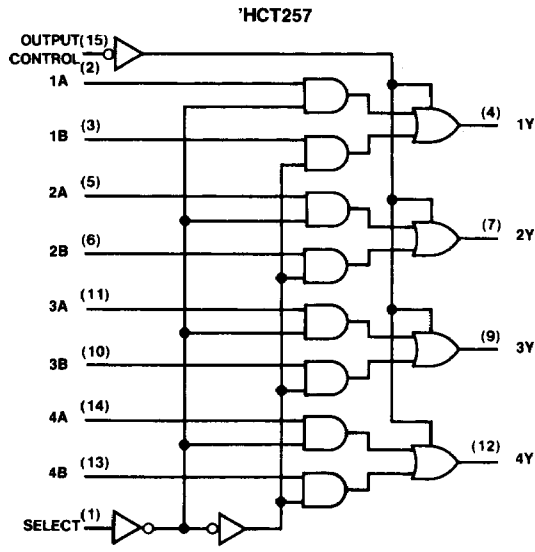 'HCT257
OUTPUT (15)
CONTROL
1A (2)
1B (3)
2A (5)
2B (6)
3A (11)
3B (10)
4A (14)
4B (13)
SELECT (1)
(4) 1Y
(7) 2Y
(9) 3Y
(12) 4Y